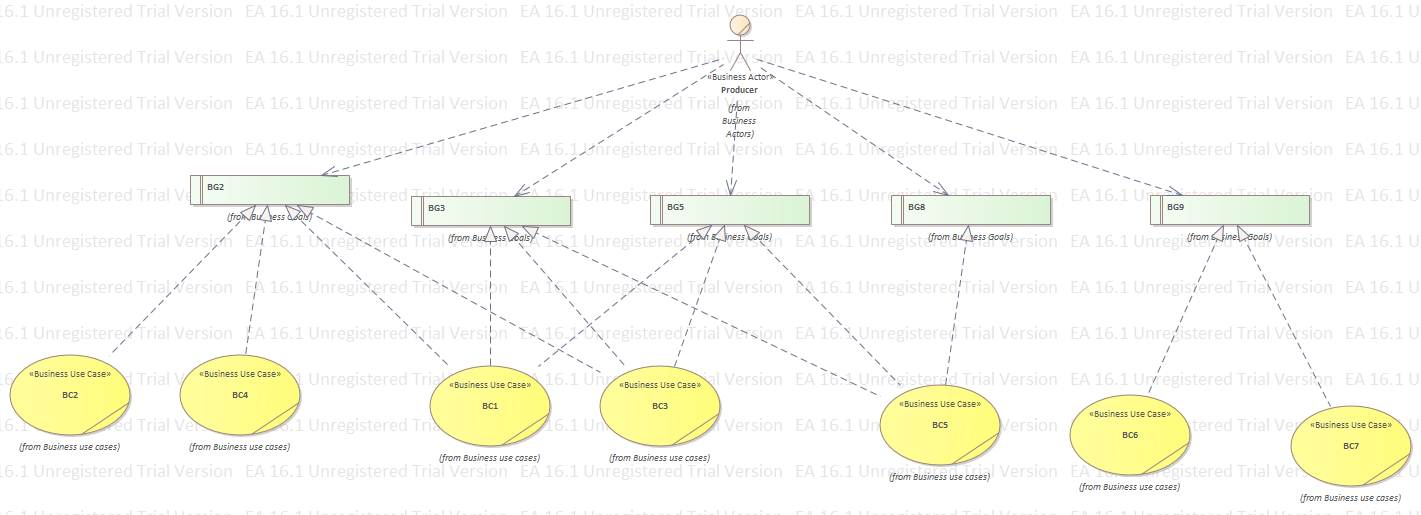 EA 16.1 Unregistered Trial Version
«Business Actor»
Producer
(from
Business
Actors)
BG2
(from Business Goals)
BG3
(from Business Goals)
BG5
(from Business Goals)
BG8
(from Business Goals)
BG9
(from Business Goals)
«Business Use Case»
BC2
(from Business use cases)
«Business Use Case»
BC4
(from Business use cases)
«Business Use Case»
BC1
(from Business use cases)
«Business Use Case»
BC3
(from Business use cases)
«Business Use Case»
BC5
(from Business use cases)
«Business Use Case»
BC6
(from Business use cases)
«Business Use Case»
BC7
(from Business use cases)